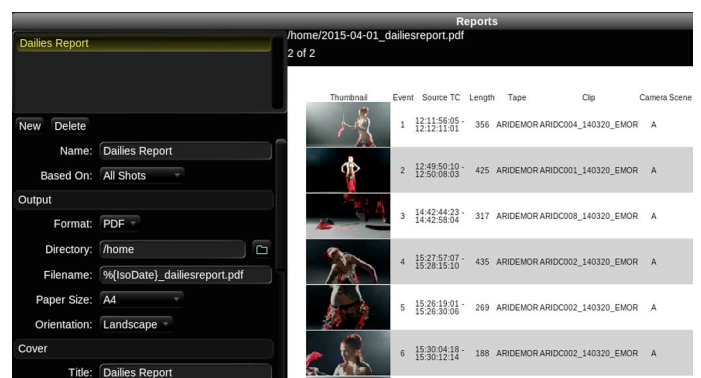 Reports
Dailies Report
/home/2015-04-01_dailiesreport.pdf
2 of 2
New Delete
Name: Dailies Report
Based On: All Shots
Output
Format: PDF
Directory: /home
Filename: %{IsoDate}_dailiesreport.pdf
Paper Size: A4
Orientation: Landscape
Cover
Title: Dailies Report
Thumbnail Event Source TC Length Tape Clip Camera Scene
1 12:11:56:05 - 356 ARIDEMOR ARIDC004_140320_EMOR A
12:12:11:01
2 12:49:50:10 - 425 ARIDEMOR ARIDC001_140320_EMOR A
12:50:08:03
3 14:42:44:23 - 317 ARIDEMOR ARIDC008_140320_EMOR A
14:42:58:04
4 15:27:57:07 - 435 ARIDEMOR ARIDC002_140320_EMOR A
15:28:15:10
5 15:26:19:01 - 269 ARIDEMOR ARIDC002_140320_EMOR A
15:26:30:06
6 15:30:04:18 - 188 ARIDEMOR ARIDC002_140320_EMOR A
15:30:12:14